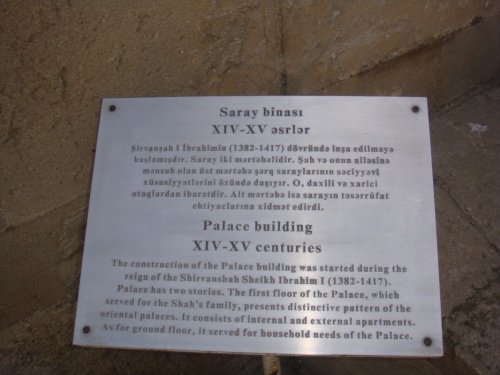 Saray binası
XIV-XV əsrlər
Şirvanşah I İbrahimin (1382-1417) dövründə inşa edilməyə
başlamışdır. Saray iki mərtəbəlidir. Şah və onun ailəsinə
mənsub olan üst mərtəbə şərq saraylarının səciyyəvi
xüsusiyyətlərini özündə daşıyır. O, daxili və xarici
otaqlardan ibarətdir. Alt mərtəbə isə sarayın təsərrüfat
ehtiyaclarına xidmət edirdi.
Palace building
XIV-XV centuries
The construction of the Palace building was started during the
reign of the Shirvanshah Sheikh Ibrahim I (1382-1417).
Palace has two stories. The first floor of the Palace, which
served for the Shah's family, presents distinctive pattern of the
oriental palaces. It consists of internal and external apartments.
As for ground floor, it served for household needs of the Palace.